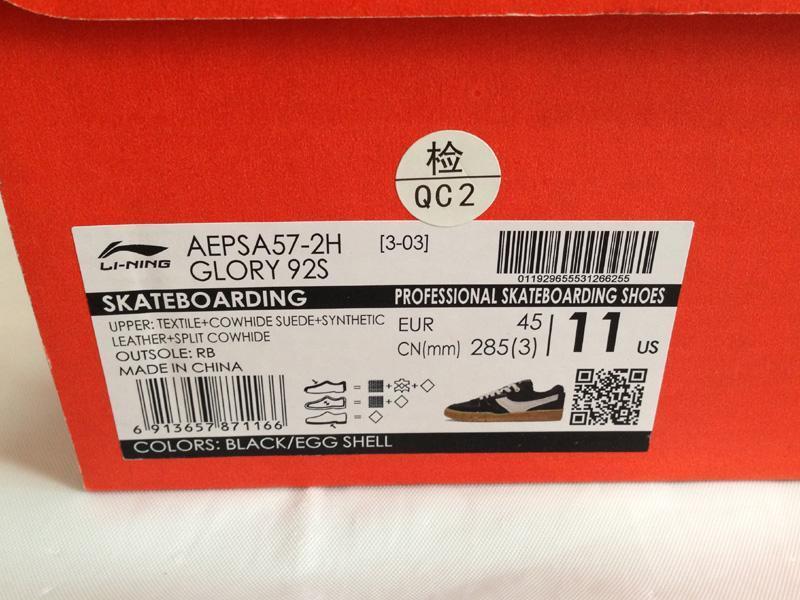 检
QC2
LI-NING
AEPSA57-2H [3-03]
GLORY 92S
011929655531266255
SKATEBOARDING
PROFESSIONAL SKATEBOARDING SHOES
UPPER: TEXTILE+COWHIDE SUEDE+SYNTHETIC
LEATHER+SPLIT COWHIDE
OUTSOLE: RB
MADE IN CHINA
EUR 45
CN(mm) 285(3)
11 US
6 913657 871166
COLORS: BLACK/EGG SHELL